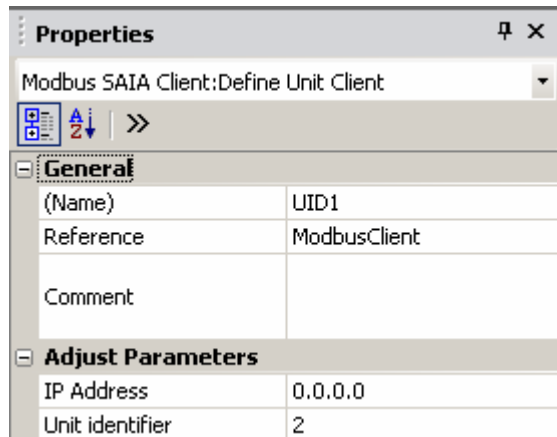 Properties
Modbus SAIA Client:Define Unit Client
General
(Name) UID1
Reference ModbusClient
Comment
Adjust Parameters
IP Address 0.0.0.0
Unit identifier 2